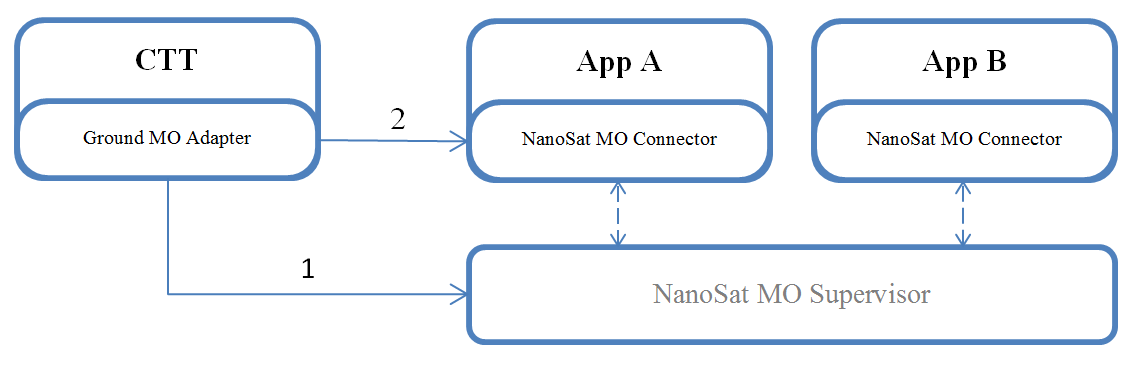 CTT
App A
App B
Ground MO Adapter
2
NanoSat MO Connector
NanoSat MO Connector
1
NanoSat MO Supervisor